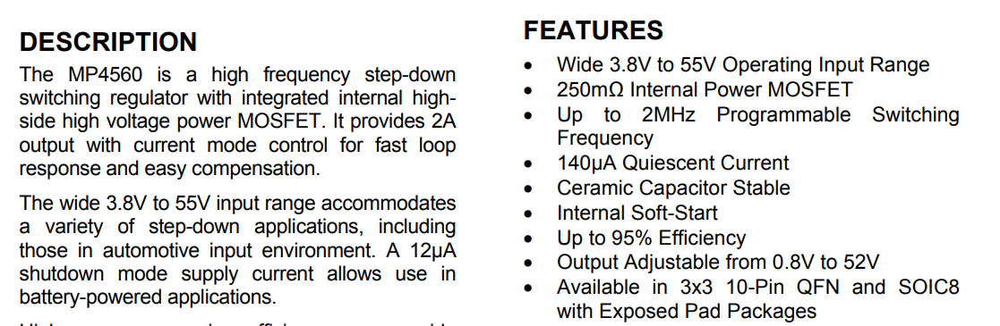 DESCRIPTION
The MP4560 is a high frequency step-down
switching regulator with integrated internal high-
side high voltage power MOSFET. It provides 2A
output with current mode control for fast loop
response and easy compensation.
The wide 3.8V to 55V input range accommodates
a variety of step-down applications, including
those in automotive input environment. A 12µA
shutdown mode supply current allows use in
battery-powered applications.
FEATURES
• Wide 3.8V to 55V Operating Input Range
• 250mΩ Internal Power MOSFET
• Up to 2MHz Programmable Switching
Frequency
• 140µA Quiescent Current
• Ceramic Capacitor Stable
• Internal Soft-Start
• Up to 95% Efficiency
• Output Adjustable from 0.8V to 52V
• Available in 3x3 10-Pin QFN and SOIC8
with Exposed Pad Packages